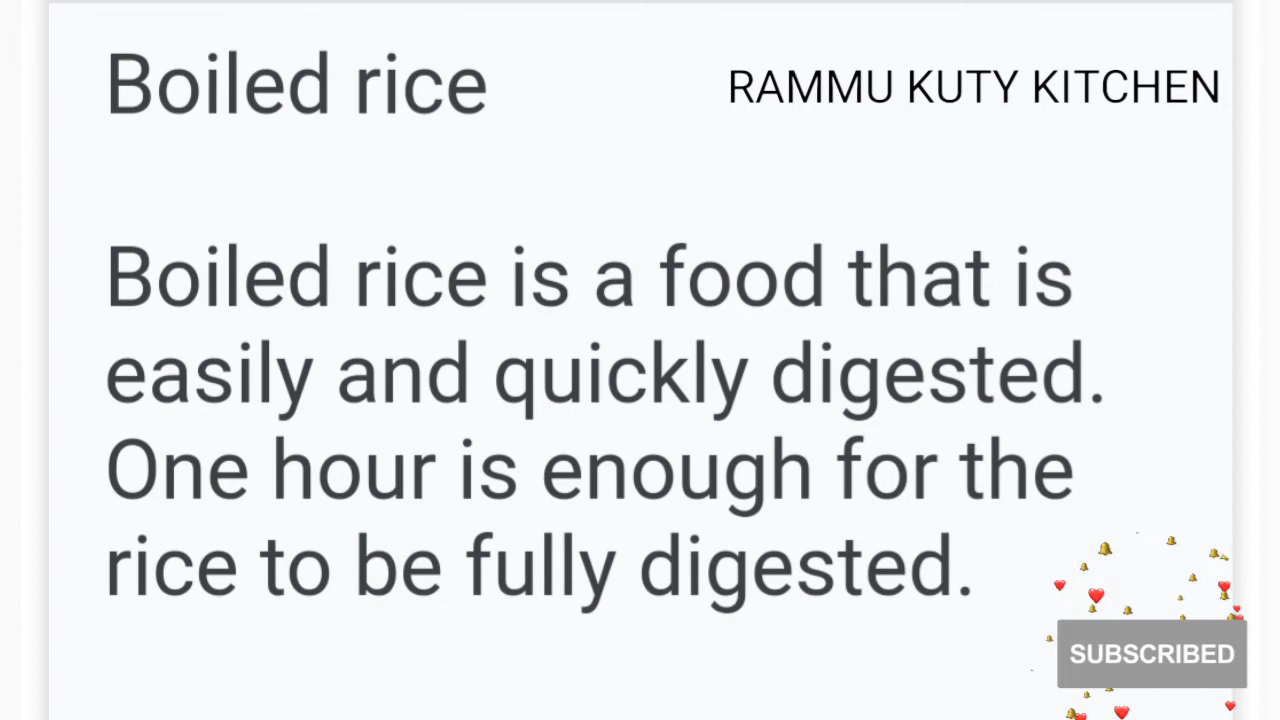 Boiled rice
RAMMU KUTY KITCHEN
Boiled rice is a food that is
easily and quickly digested.
One hour is enough for the
rice to be fully digested.
SUBSCRIBED